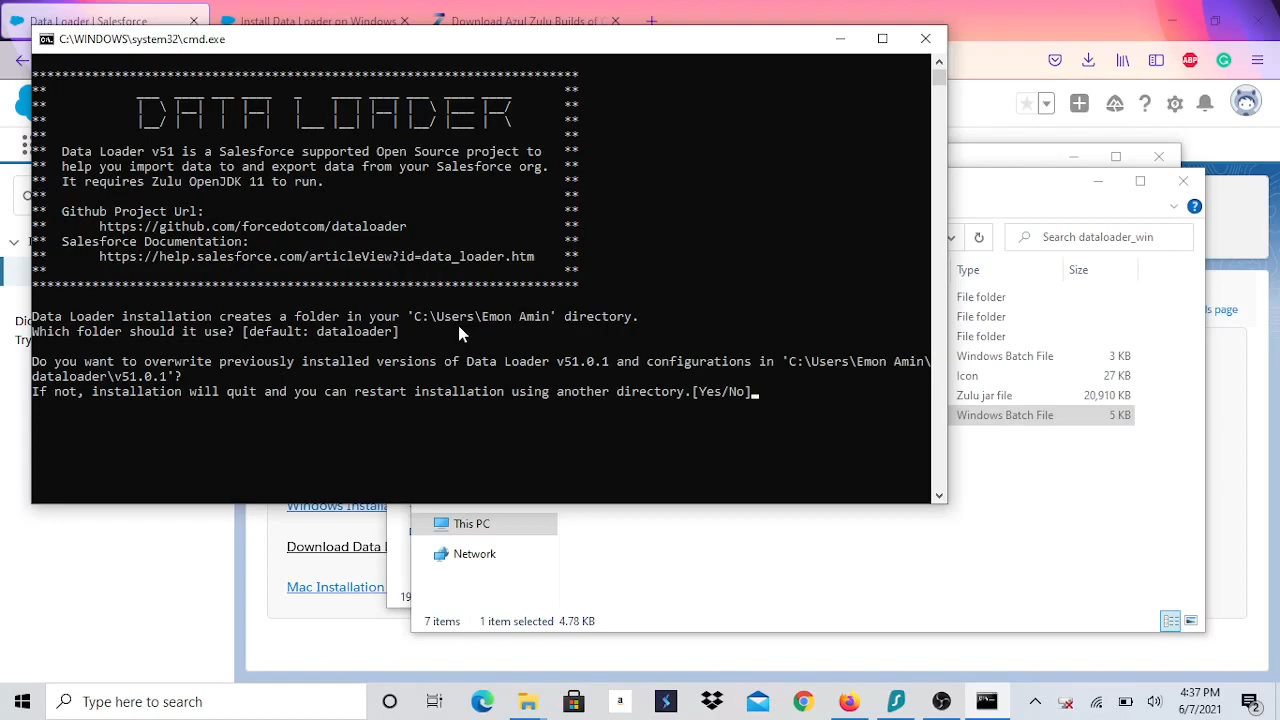 Data Loader | Salesforce
Install Data Loader on Windows
Download Azul Zulu Builds of
C:\WINDOWS\system32\cmd.exe
*************************************************************************
** DATA LOADER **
** Data Loader v51 is a Salesforce supported Open Source project to **
** help you import data to and export data from your Salesforce org. **
** It requires Zulu OpenJDK 11 to run. **
** **
** Github Project Url: **
** https://github.com/forcedotcom/dataloader **
** Salesforce Documentation: **
** https://help.salesforce.com/articleView?id=data_loader.htm **
** **
*************************************************************************
Data Loader installation creates a folder in your 'C:\Users\Emon Amin' directory.
Which folder should it use? [default: dataloader]
Do you want to overwrite previously installed versions of Data Loader v51.0.1 and configurations in 'C:\Users\Emon Amin\
dataloader\v51.0.1'?
If not, installation will quit and you can restart installation using another directory.[Yes/No]
Search dataloader_win
Type Size
File folder
File folder
File folder
Windows Batch File 3 KB
Icon 27 KB
Zulu jar file 20,910 KB
Windows Batch File 5 KB
s page
Did
Try
Windows Installa
Download Data
Mac Installation
This PC
Network
19
7 items 1 item selected 4.78 KB
Type here to search
4:37 PM
6/7/2021
2